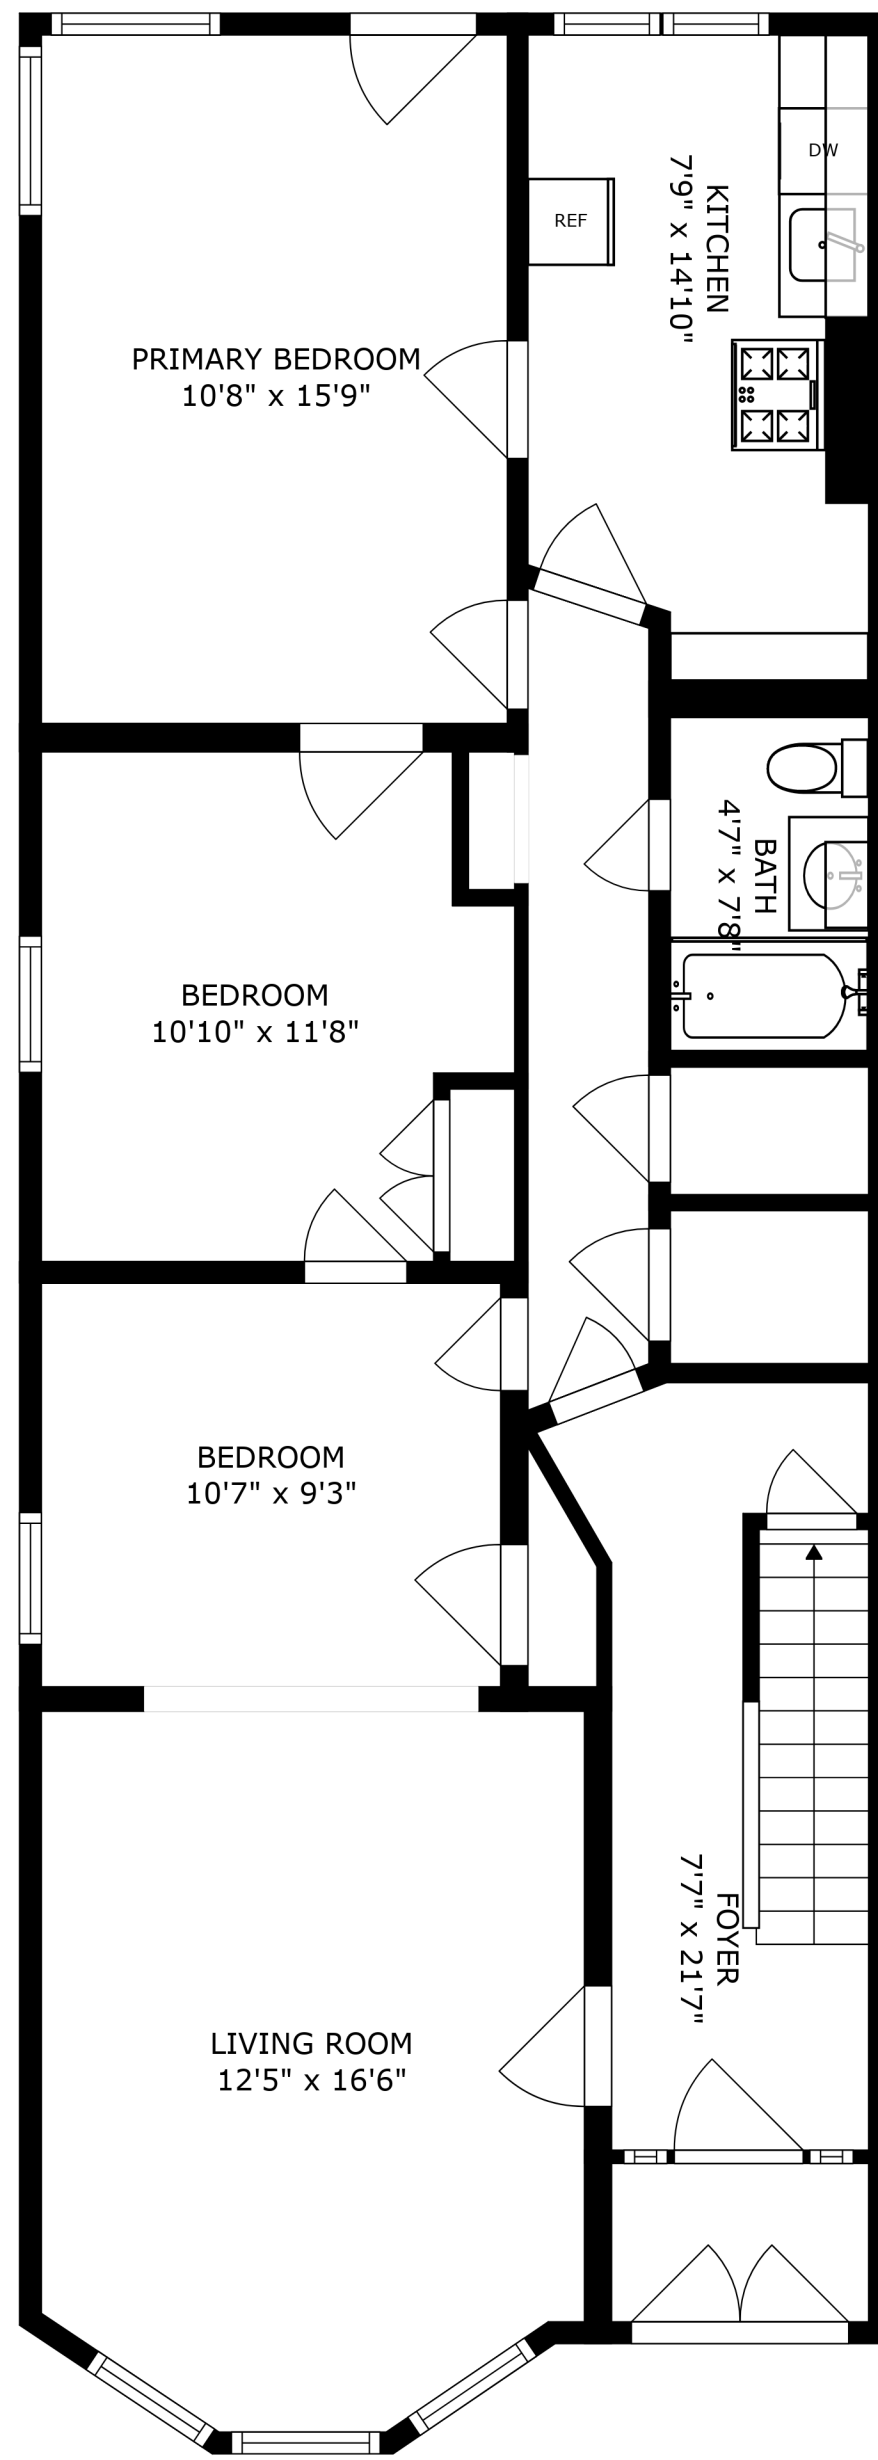 DW
REF
KITCHEN
7'9" x 14'10"
PRIMARY BEDROOM
10'8" x 15'9"
BATH
4'7" x 7'8"
BEDROOM
10'10" x 11'8"
BEDROOM
10'7" x 9'3"
FOYER
7'7" x 21'7"
LIVING ROOM
12'5" x 16'6"